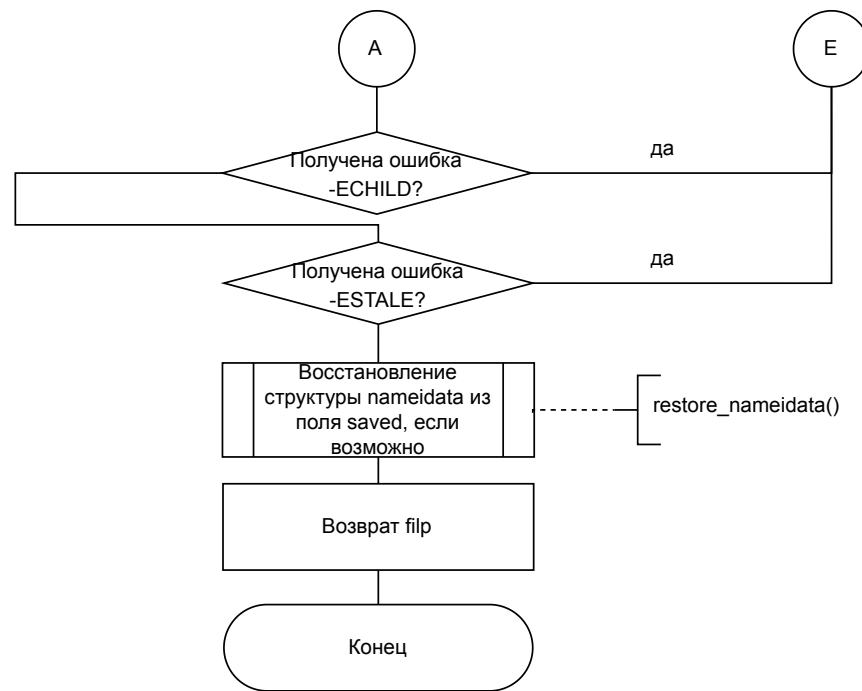 A
E
Получена ошибка
-ECHILD?
да
Получена ошибка
-ESTALE?
да
Восстановление
структуры nameidata из
поля saved, если
возможно
restore_nameidata()
Возврат filp
Конец